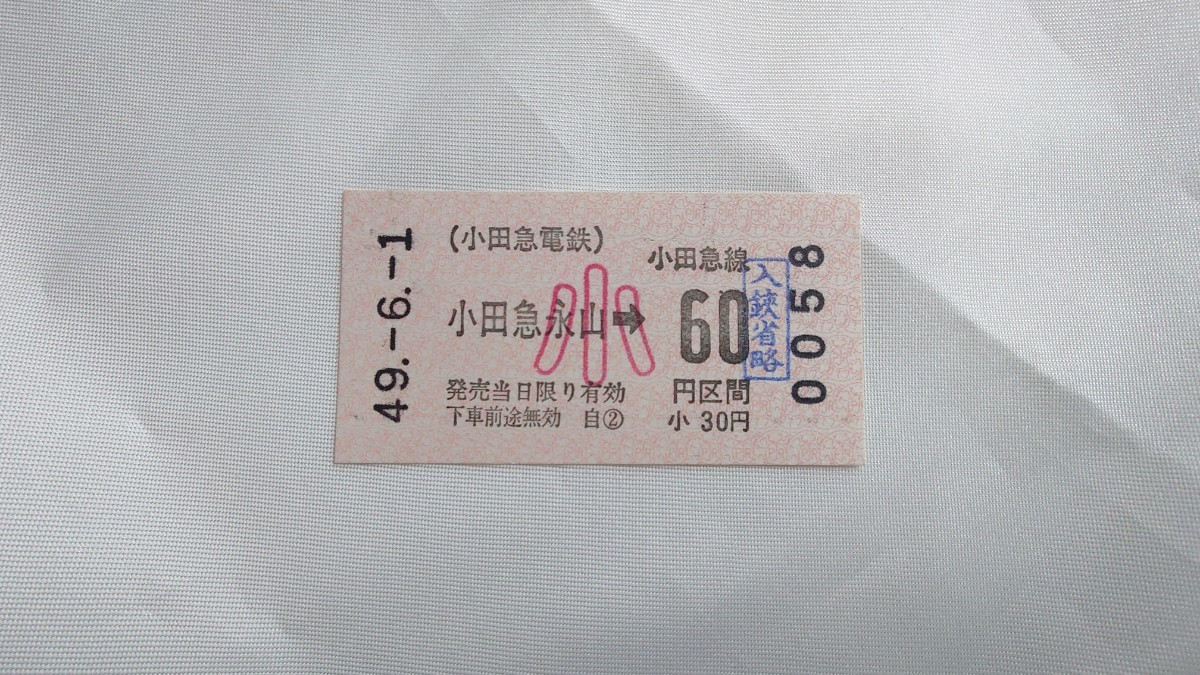 49.-6.-1
(小田急電鉄)
小田急線
小田急永山➡60
円区間
小
発売当日限り有効
下車前途無効 自②
小 30円
入鋏省略
0058